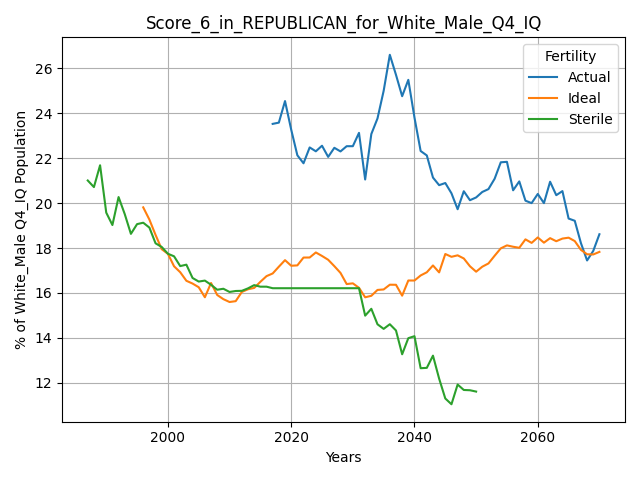 Score_6_in_REPUBLICAN_for_White_Male_Q4_IQ
Fertility
Actual
Ideal
Sterile
% of White_Male Q4_IQ Population
26
24
22
20
18
16
14
12
2000
2020
2040
2060
Years